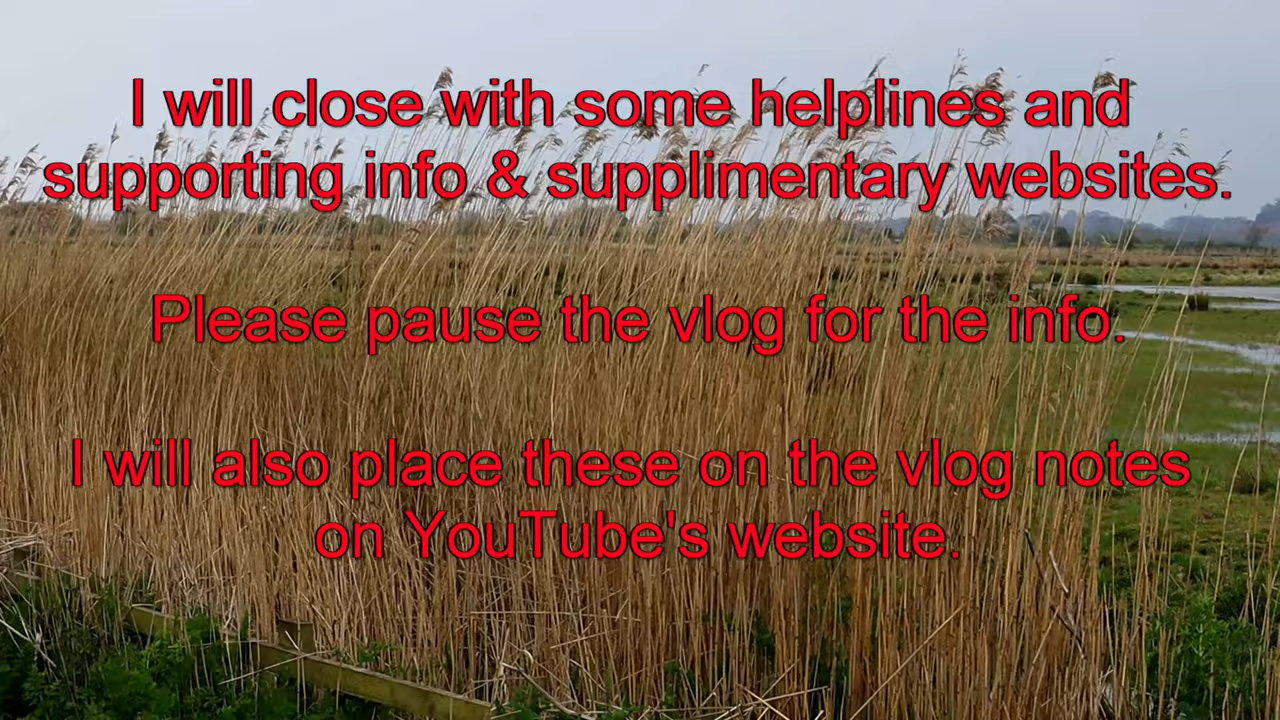 I will close with some helplines and
supporting info & supplimentary websites.
Please pause the vlog for the info.
I will also place these on the vlog notes
on YouTube's website.